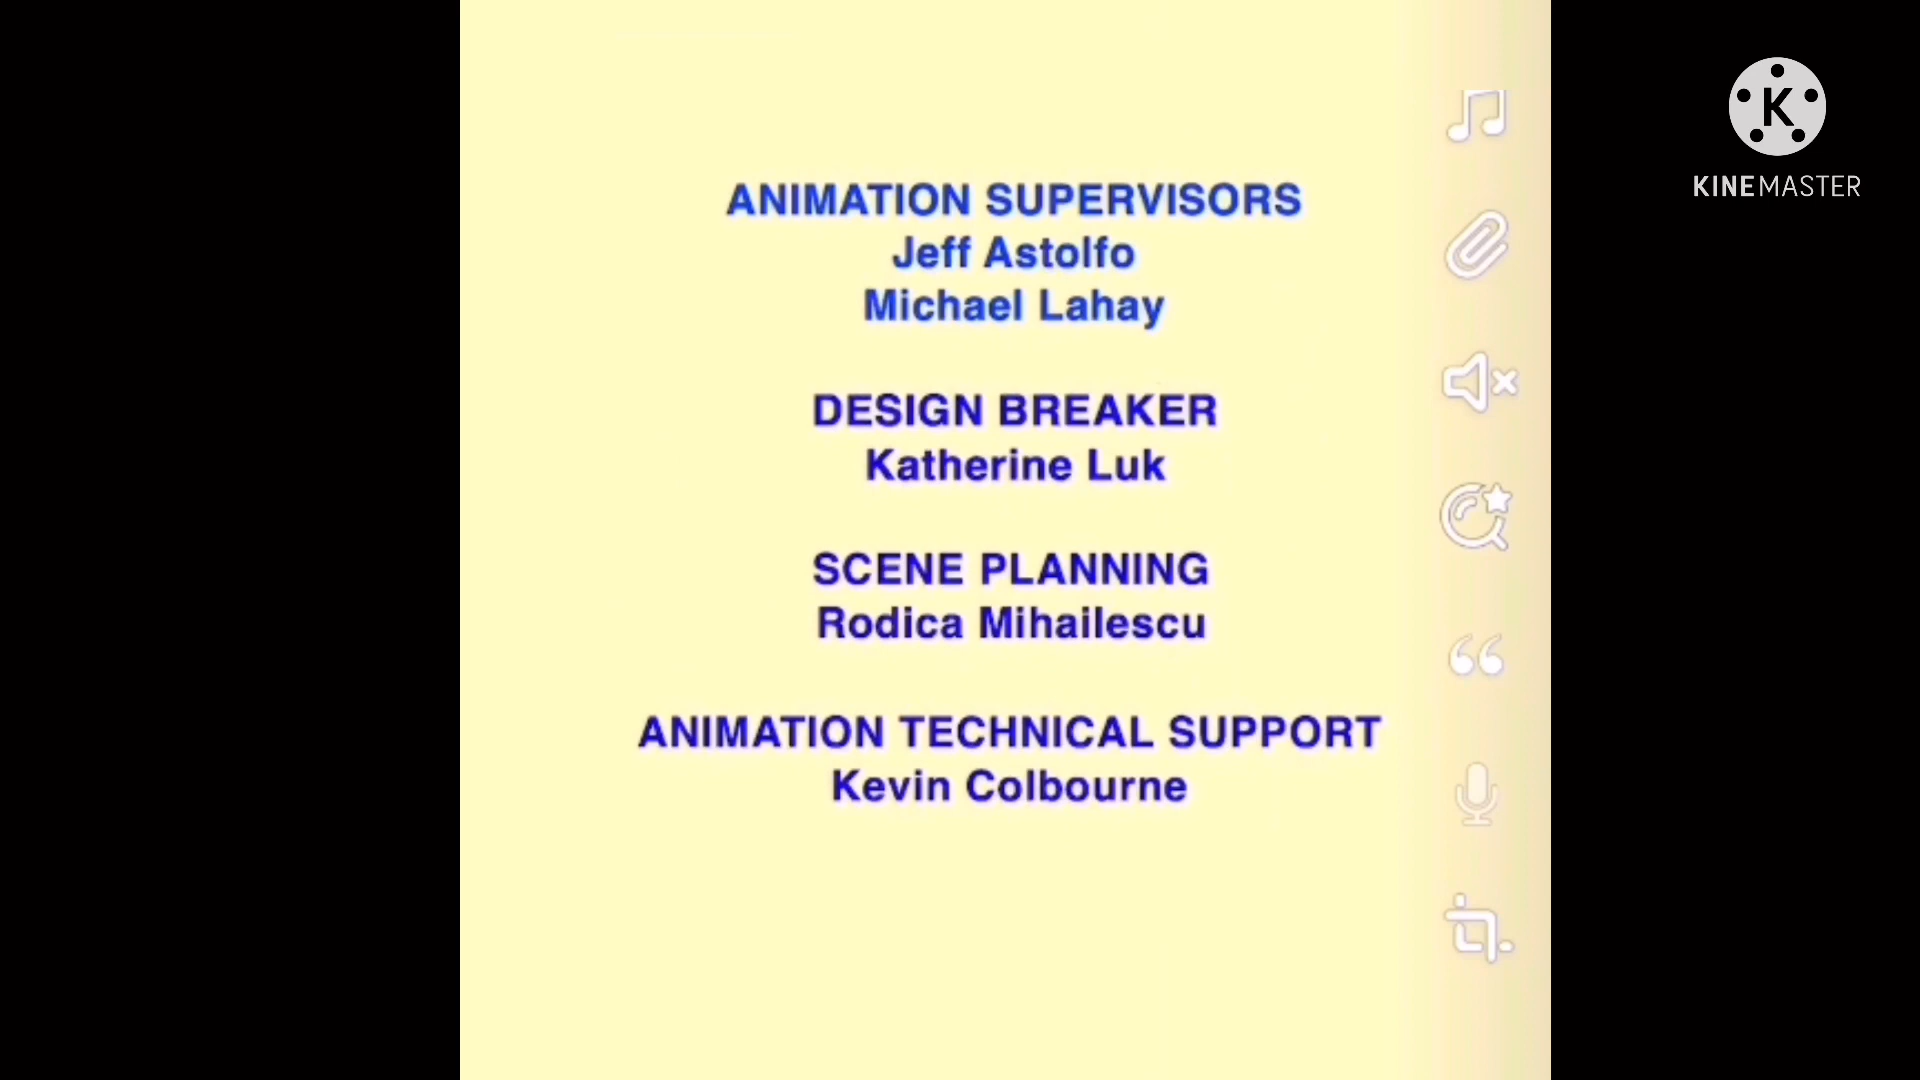 ANIMATION SUPERVISORS
Jeff Astolfo
Michael Lahay
DESIGN BREAKER
Katherine Luk
SCENE PLANNING
Rodica Mihailescu
ANIMATION TECHNICAL SUPPORT
Kevin Colbourne
K
KINEMASTER